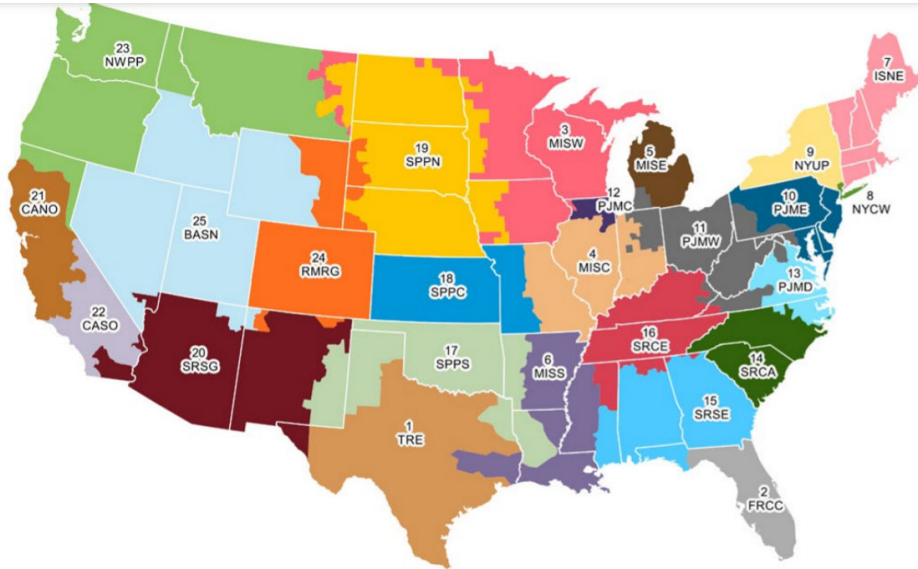 23
NWPP
7
ISNE
3
MISW
19
SPPN
5
MISE
9
NYUP
21
CANO
12
PJMC
10
PJME
8
NYCW
25
BASN
11
PJMW
4
MISC
24
RMRG
18
SPPC
13
PJMD
22
CASO
16
SRCE
20
SRSG
17
SPPS
6
MISS
14
SRCA
15
SRSE
1
TRE
2
FRCC